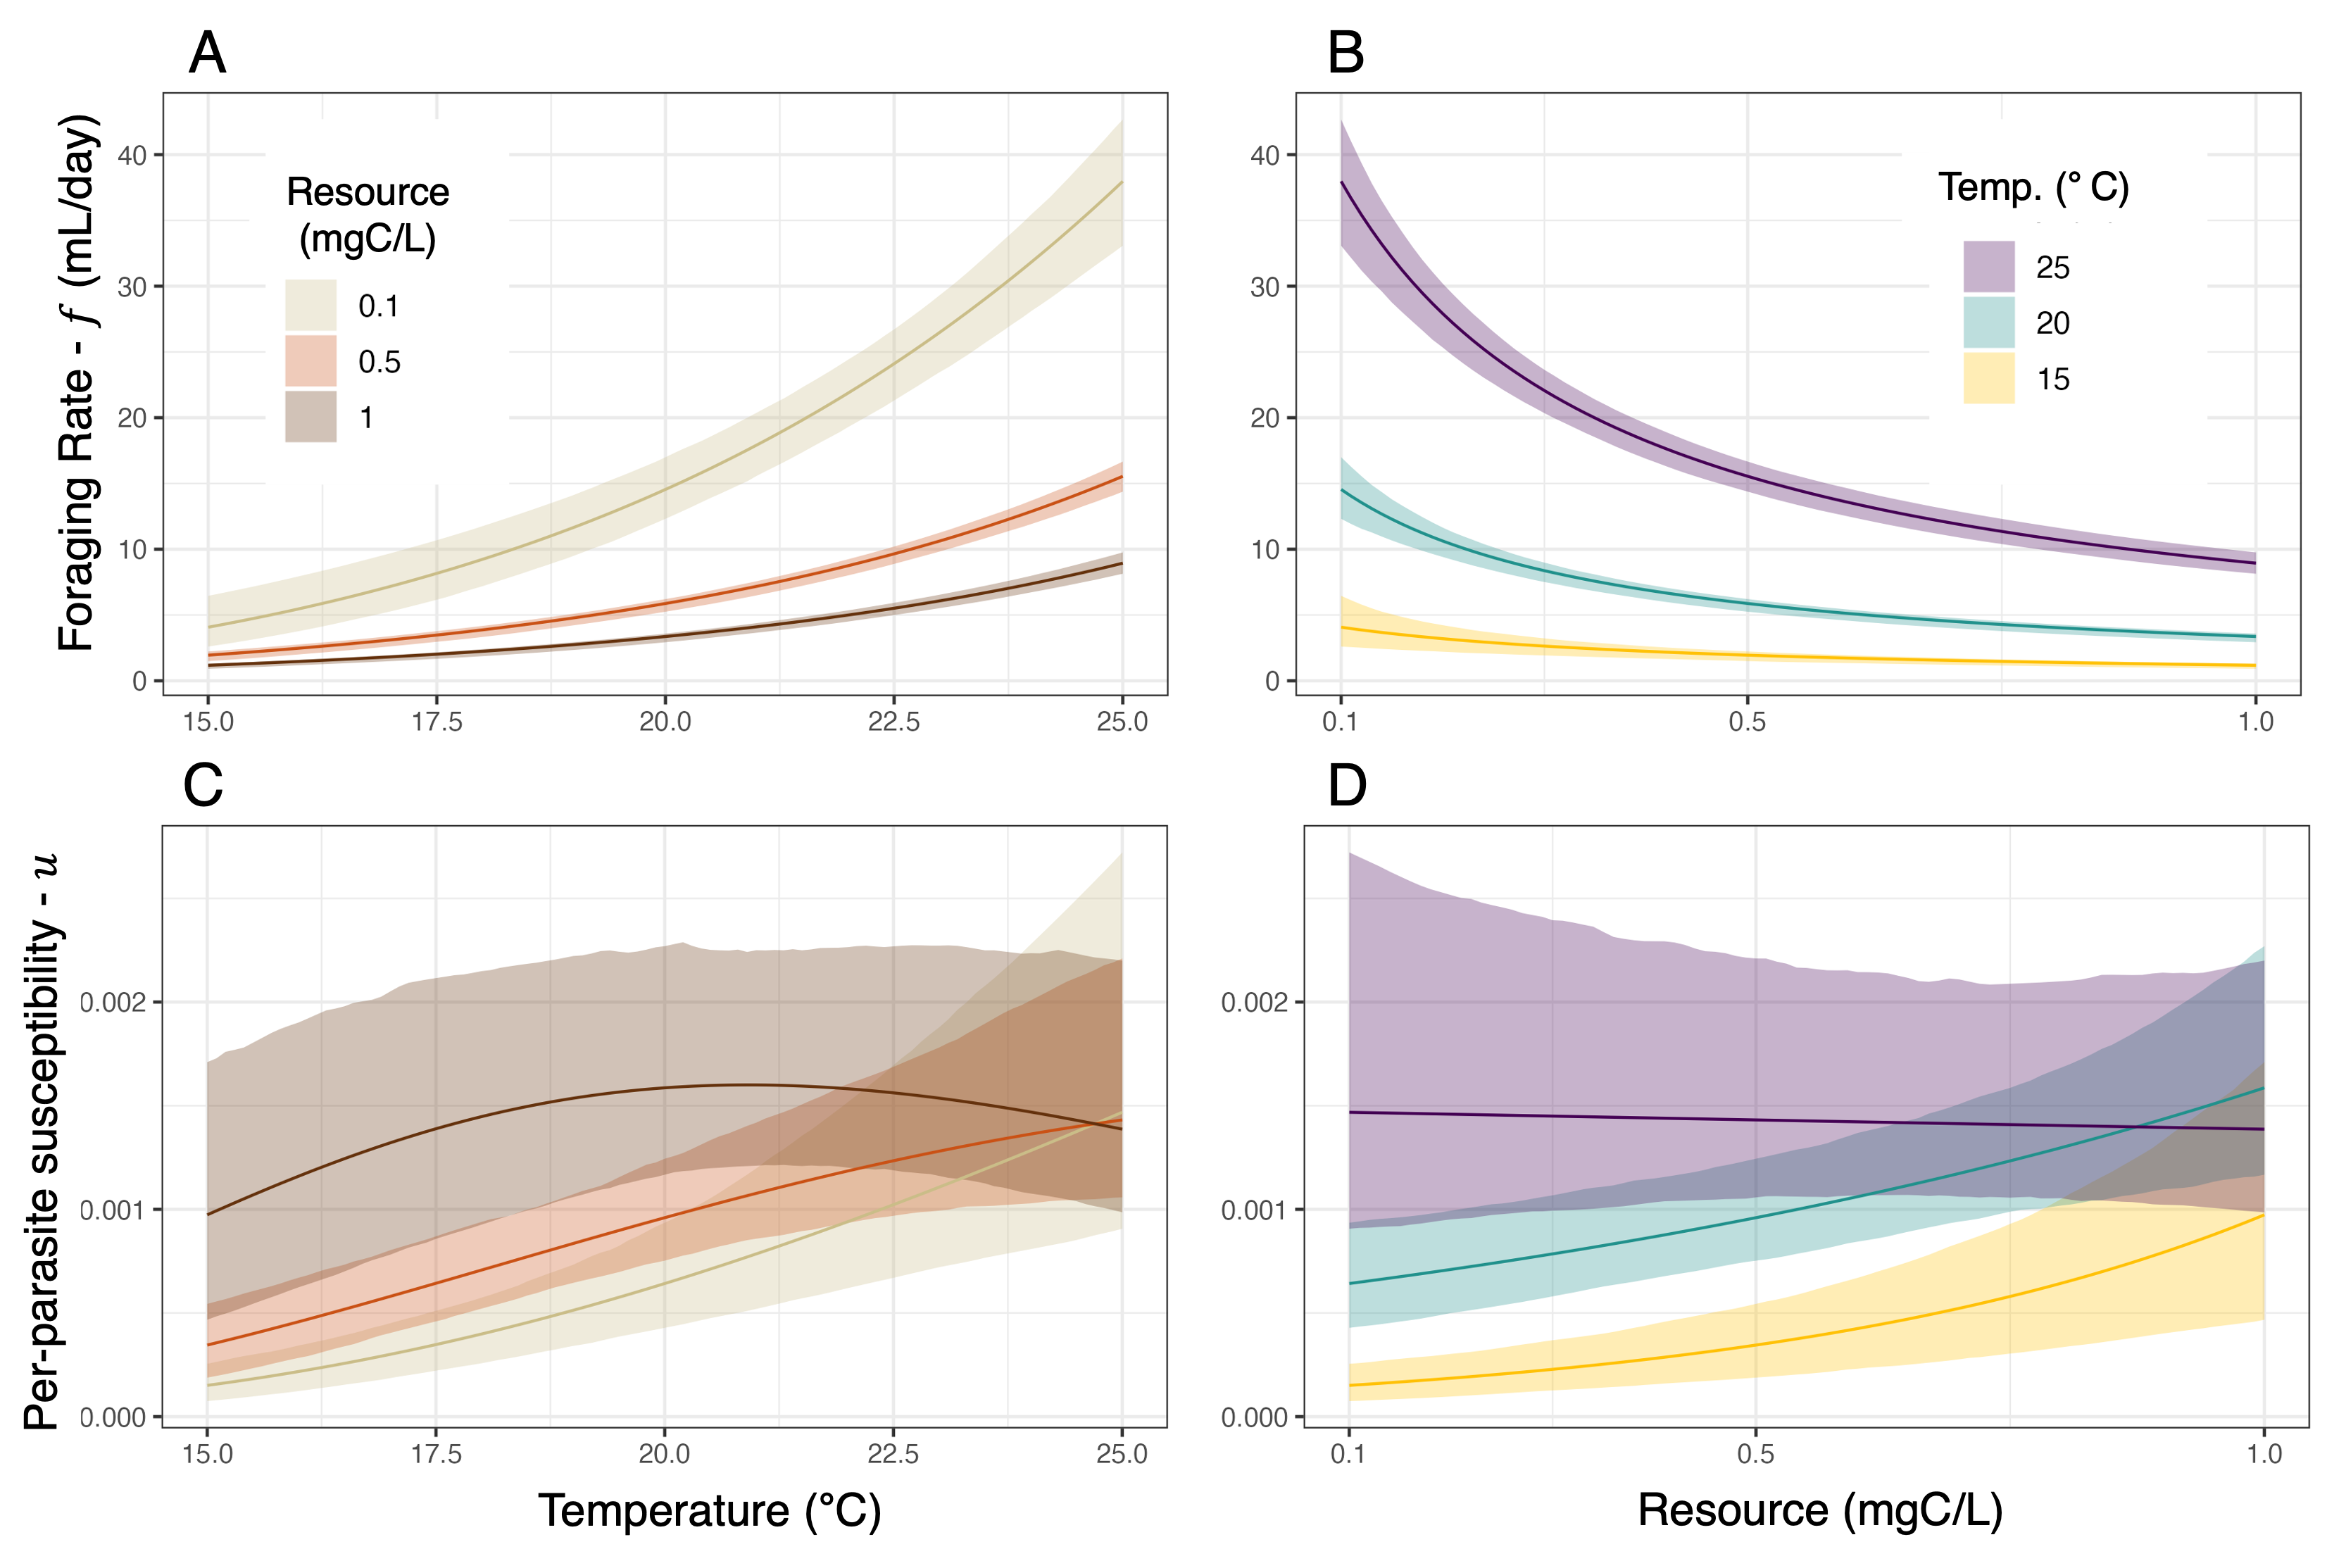 A
B
Foraging Rate - f (mL/day)
40
30
20
10
0
15.0 17.5 20.0 22.5 25.0
Resource
(mgC/L)
0.1
0.5
1
40
30
20
10
0
0.1 0.5 1.0
Temp. (° C)
25
20
15
C
D
Per-parasite susceptibility - u
0.002
0.001
0.000
15.0 17.5 20.0 22.5 25.0
Temperature (°C)
0.002
0.001
0.000
0.1 0.5 1.0
Resource (mgC/L)